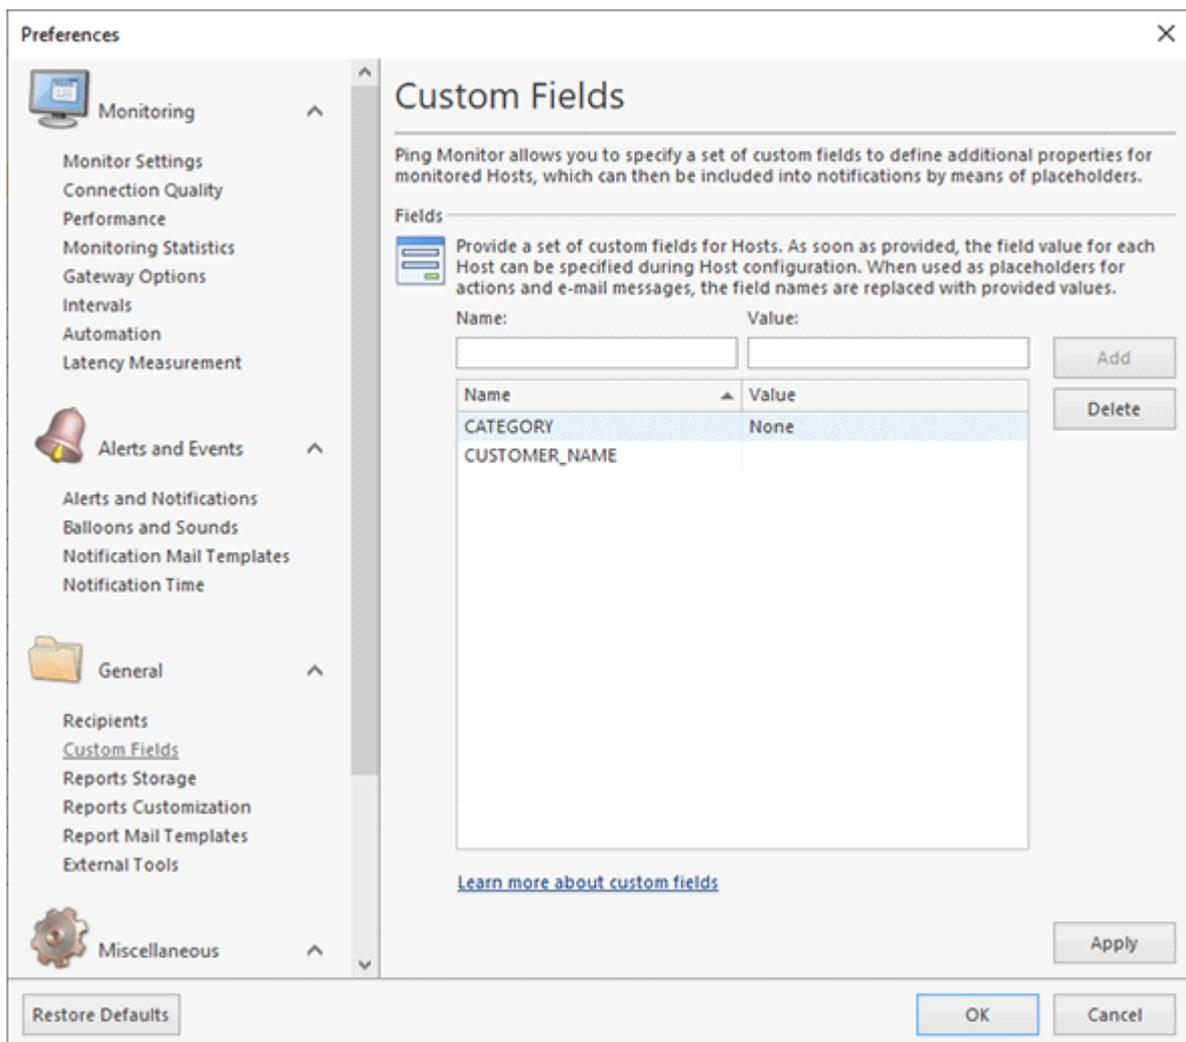 Preferences
Monitoring
Monitor Settings
Connection Quality
Performance
Monitoring Statistics
Gateway Options
Intervals
Automation
Latency Measurement
Alerts and Events
Alerts and Notifications
Balloons and Sounds
Notification Mail Templates
Notification Time
General
Recipients
Custom Fields
Reports Storage
Reports Customization
Report Mail Templates
External Tools
Miscellaneous
Custom Fields
Ping Monitor allows you to specify a set of custom fields to define additional properties for
monitored Hosts, which can then be included into notifications by means of placeholders.
Fields
Provide a set of custom fields for Hosts. As soon as provided, the field value for each
Host can be specified during Host configuration. When used as placeholders for
actions and e-mail messages, the field names are replaced with provided values.
Name: Value:
Add
Name Value
Delete
CATEGORY None
CUSTOMER_NAME
Learn more about custom fields
Apply
Restore Defaults OK Cancel